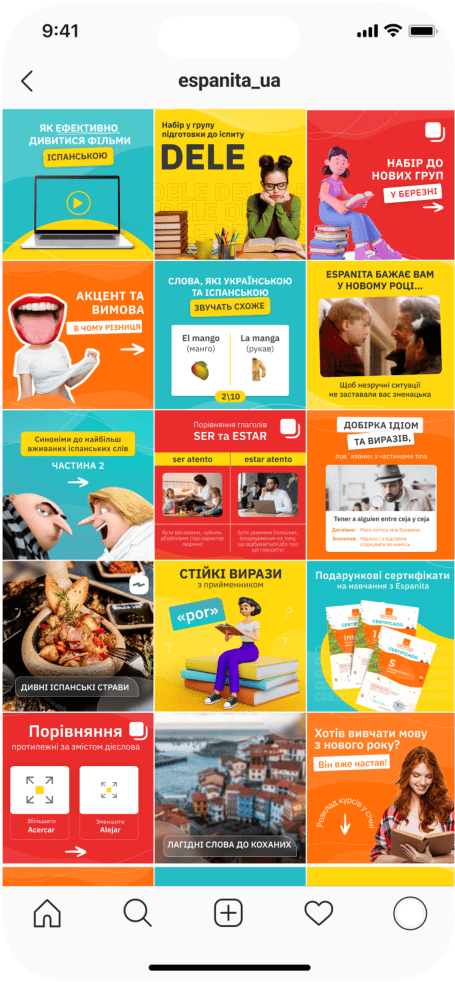 9:41
espanita_ua
ЯК ЕФЕКТИВНО
ДИВИТИСЯ ФІЛЬМИ
ІСПАНСЬКОЮ
Набір у групу
підготовки до іспиту
DELE
НАБІР ДО
НОВИХ ГРУП
У БЕРЕЗНІ
АКЦЕНТ ТА
ВИМОВА
В ЧОМУ РІЗНИЦЯ
СЛОВА, ЯКІ УКРАЇНСЬКОЮ
ТА ІСПАНСЬКОЮ
ЗВУЧАТЬ СХОЖЕ
El mango
(манго)
La manga
(рукав)
2\10
ESPANITA БАЖАЄ ВАМ
У НОВОМУ РОЦІ...
Щоб незручні ситуації
не заставали вас зненацька
Синоніми до найбільш
вживаних іспанських слів
ЧАСТИНА 2
Порівняння дієслів
SER та ESTAR
ser atento
estar atento
ДОБІРКА ІДІОМ
ТА ВИРАЗІВ,
пов`язаних з частинами тіла
Tener a alguien entre ceja y ceja
ДИВНІ ІСПАНСЬКІ СТРАВИ
СТІЙКІ ВИРАЗИ
з прийменником
«por»
Подарункові сертифікати
на навчання з Espanita
CERTIFICADO
CERTIFICADO
5
Порівняння
протилежні за змістом дієслова
Збільшити
Acercar
Зменшити
Alejar
ЛАГІДНІ СЛОВА ДО КОХАНИХ
Хотів вивчати мову
з нового року?
Він вже настав!
Розклад курсів у січні